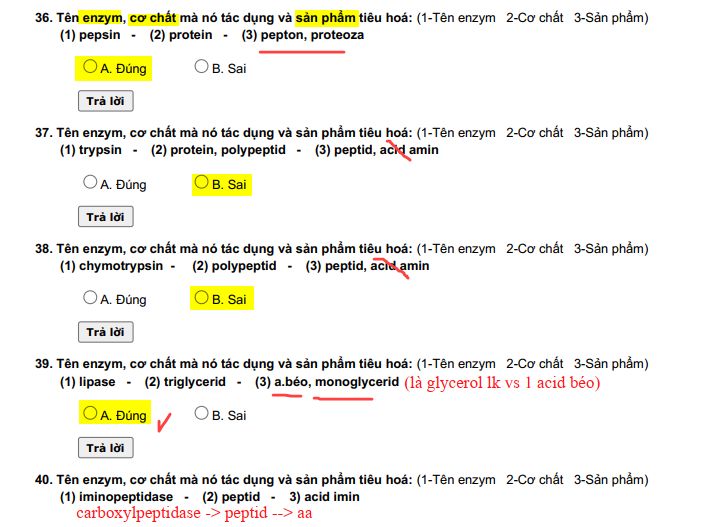 36. Tên enzym, cơ chất mà nó tác dụng và sản phẩm tiêu hoá: (1-Tên enzym 2-Cơ chất 3-Sản phẩm)
(1) pepsin - (2) protein - (3) pepton, proteoza
A. Đúng B. Sai
Trả lời
37. Tên enzym, cơ chất mà nó tác dụng và sản phẩm tiêu hoá: (1-Tên enzym 2-Cơ chất 3-Sản phẩm)
(1) trypsin - (2) protein, polypeptid - (3) peptid, acid amin
A. Đúng B. Sai
Trả lời
38. Tên enzym, cơ chất mà nó tác dụng và sản phẩm tiêu hoá: (1-Tên enzym 2-Cơ chất 3-Sản phẩm)
(1) chymotrypsin - (2) polypeptid - (3) peptid, acid amin
A. Đúng B. Sai
Trả lời
39. Tên enzym, cơ chất mà nó tác dụng và sản phẩm tiêu hoá: (1-Tên enzym 2-Cơ chất 3-Sản phẩm)
(1) lipase - (2) triglycerid - (3) a.béo, monoglycerid (là glycerol lk vs 1 acid béo)
A. Đúng B. Sai
Trả lời
40. Tên enzym, cơ chất mà nó tác dụng và sản phẩm tiêu hoá: (1-Tên enzym 2-Cơ chất 3-Sản phẩm)
(1) iminopeptidase - (2) peptid - 3) acid imin
carboxylpeptidase -> peptid --> aa